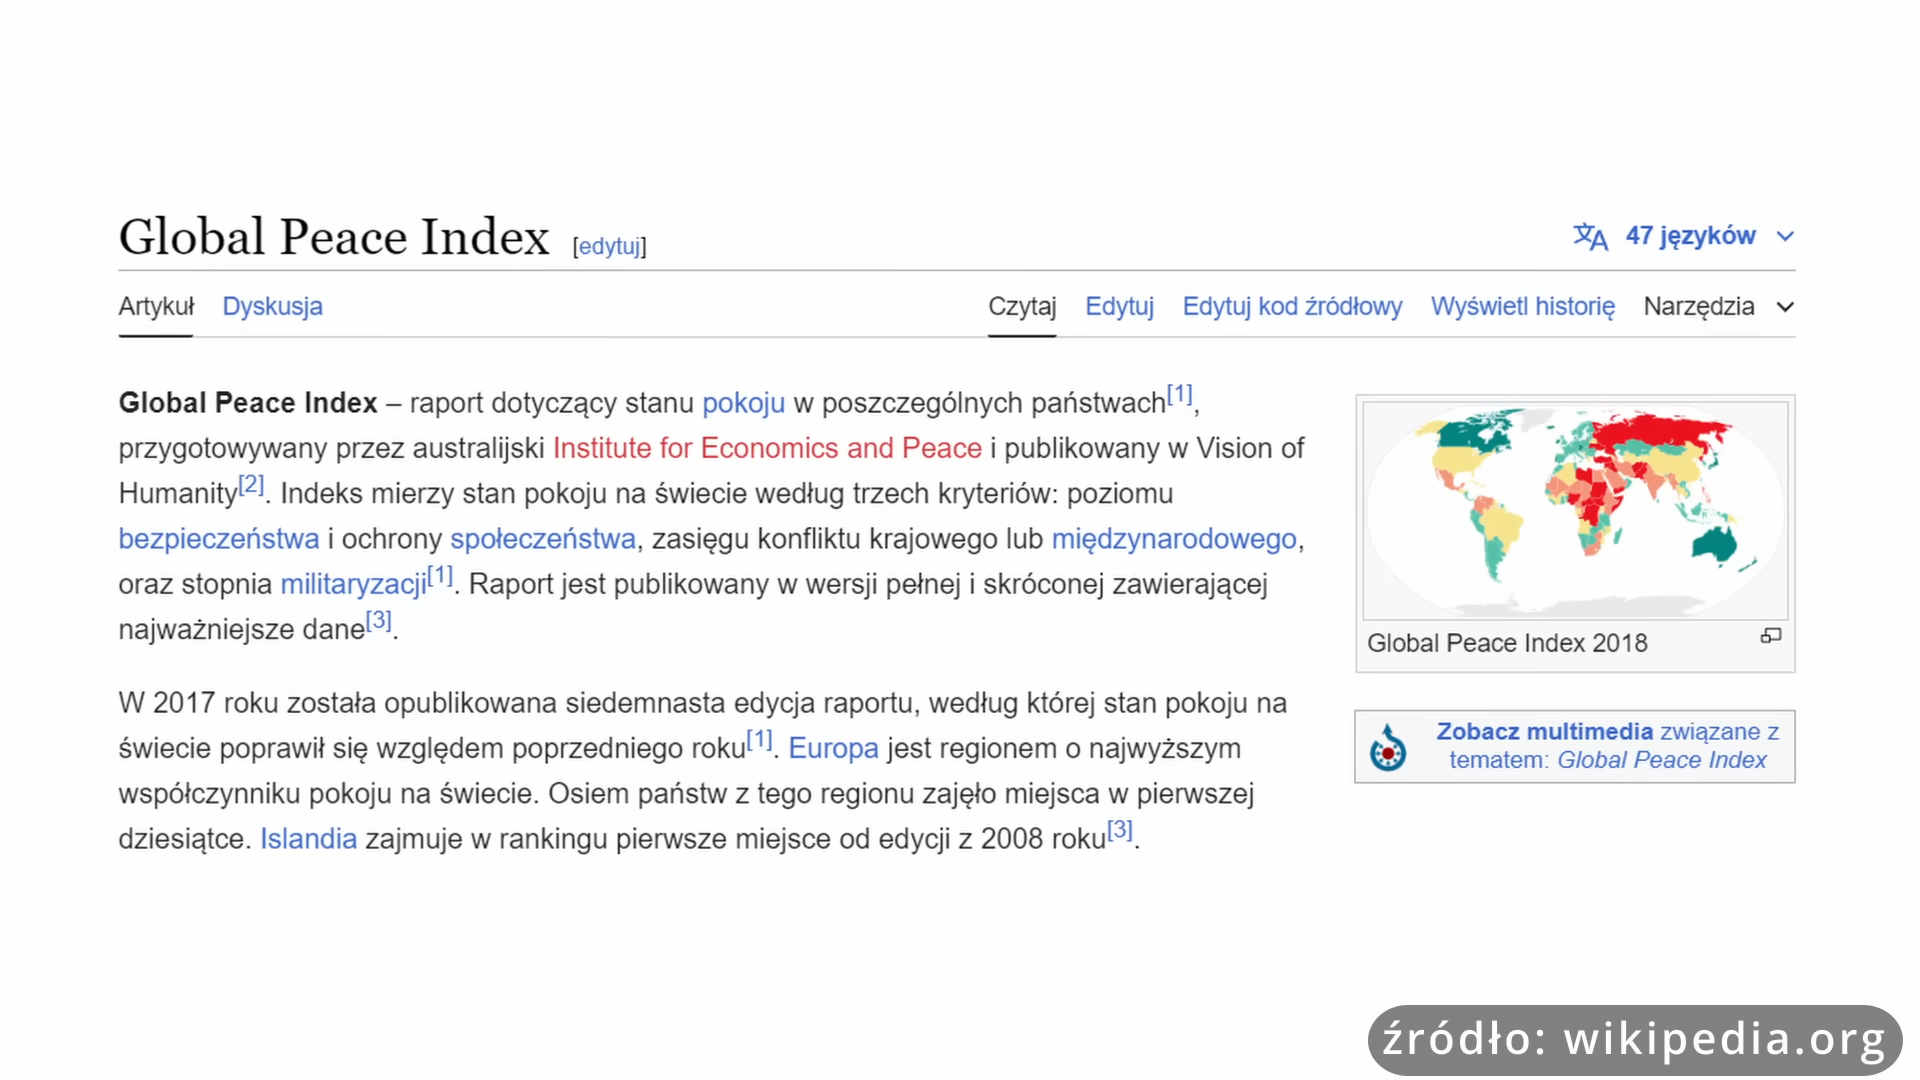 Global Peace Index [edytuj]
47 języków
Artykuł Dyskusja Czytaj Edytuj Edytuj kod źródłowy Wyświetl historię Narzędzia
Global Peace Index – raport dotyczący stanu pokoju w poszczególnych państwach[1],
przygotowywany przez australijski Institute for Economics and Peace i publikowany w Vision of
Humanity[2]. Indeks mierzy stan pokoju na świecie według trzech kryteriów: poziomu
bezpieczeństwa i ochrony społeczeństwa, zasięgu konfliktu krajowego lub międzynarodowego,
oraz stopnia militaryzacji[1]. Raport jest publikowany w wersji pełnej i skróconej zawierającej
najważniejsze dane[3].
W 2017 roku została opublikowana siedemnasta edycja raportu, według której stan pokoju na
świecie poprawił się względem poprzedniego roku[1]. Europa jest regionem o najwyższym
współczynniku pokoju na świecie. Osiem państw z tego regionu zajęło miejsca w pierwszej
dziesiątce. Islandia zajmuje w rankingu pierwsze miejsce od edycji z 2008 roku[3].
Global Peace Index 2018
Zobacz multimedia związane z
tematem: Global Peace Index
źródło: wikipedia.org